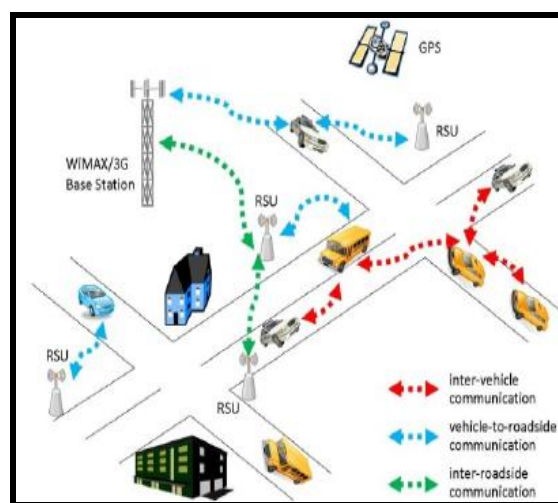 GPS
RSU
WiMAX/3G
Base Station
RSU
RSU
RSU
inter-vehicle
communication
vehicle-to-roadside
communication
inter-roadside
communication